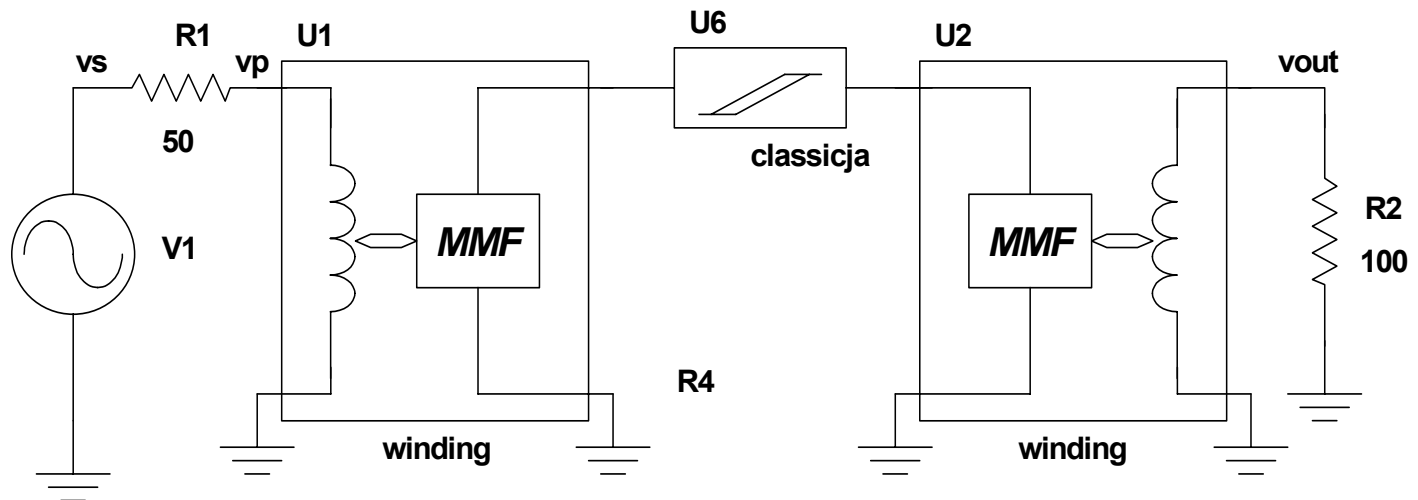 U6
R1
U1
U2
vs
vp
vout
50
classicja
V1
MMF
MMF
R2
100
R4
winding
winding